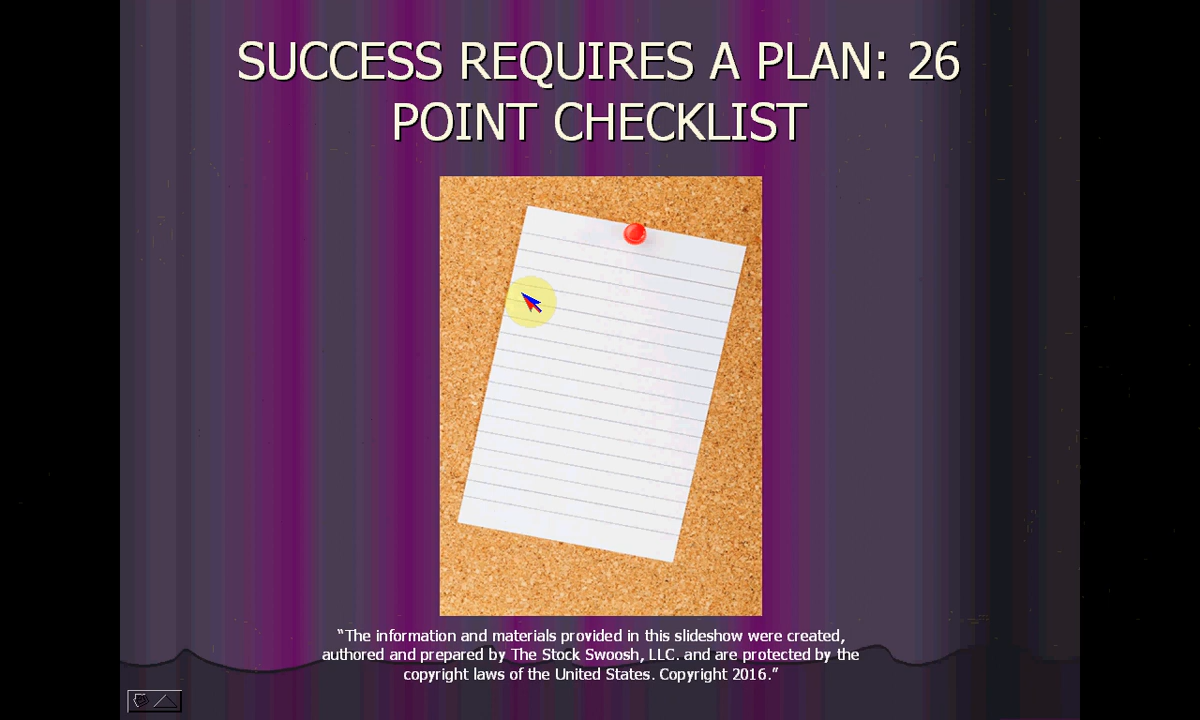 SUCCESS REQUIRES A PLAN: 26
POINT CHECKLIST
“The information and materials provided in this slideshow were created,
authored and prepared by The Stock Swoosh, LLC. and are protected by the
copyright laws of the United States. Copyright 2016.”